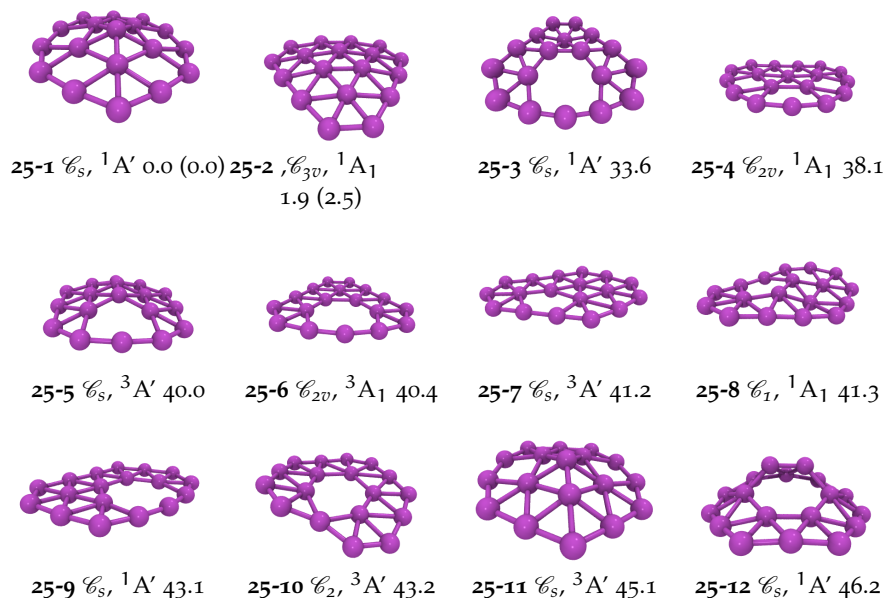 25-1 𝒞s, ¹A′ 0.0 (0.0) 25-2 ,𝒞3v, ¹A₁ 25-3 𝒞s, ¹A′ 33.6 25-4 𝒞2v, ¹A₁ 38.1
1.9 (2.5)
25-5 𝒞s, ³A′ 40.0 25-6 𝒞2v, ³A₁ 40.4 25-7 𝒞s, ³A′ 41.2 25-8 𝒞1, ¹A₁ 41.3
25-9 𝒞s, ¹A′ 43.1 25-10 𝒞2, ³A′ 43.2 25-11 𝒞s, ³A′ 45.1 25-12 𝒞s, ¹A′ 46.2